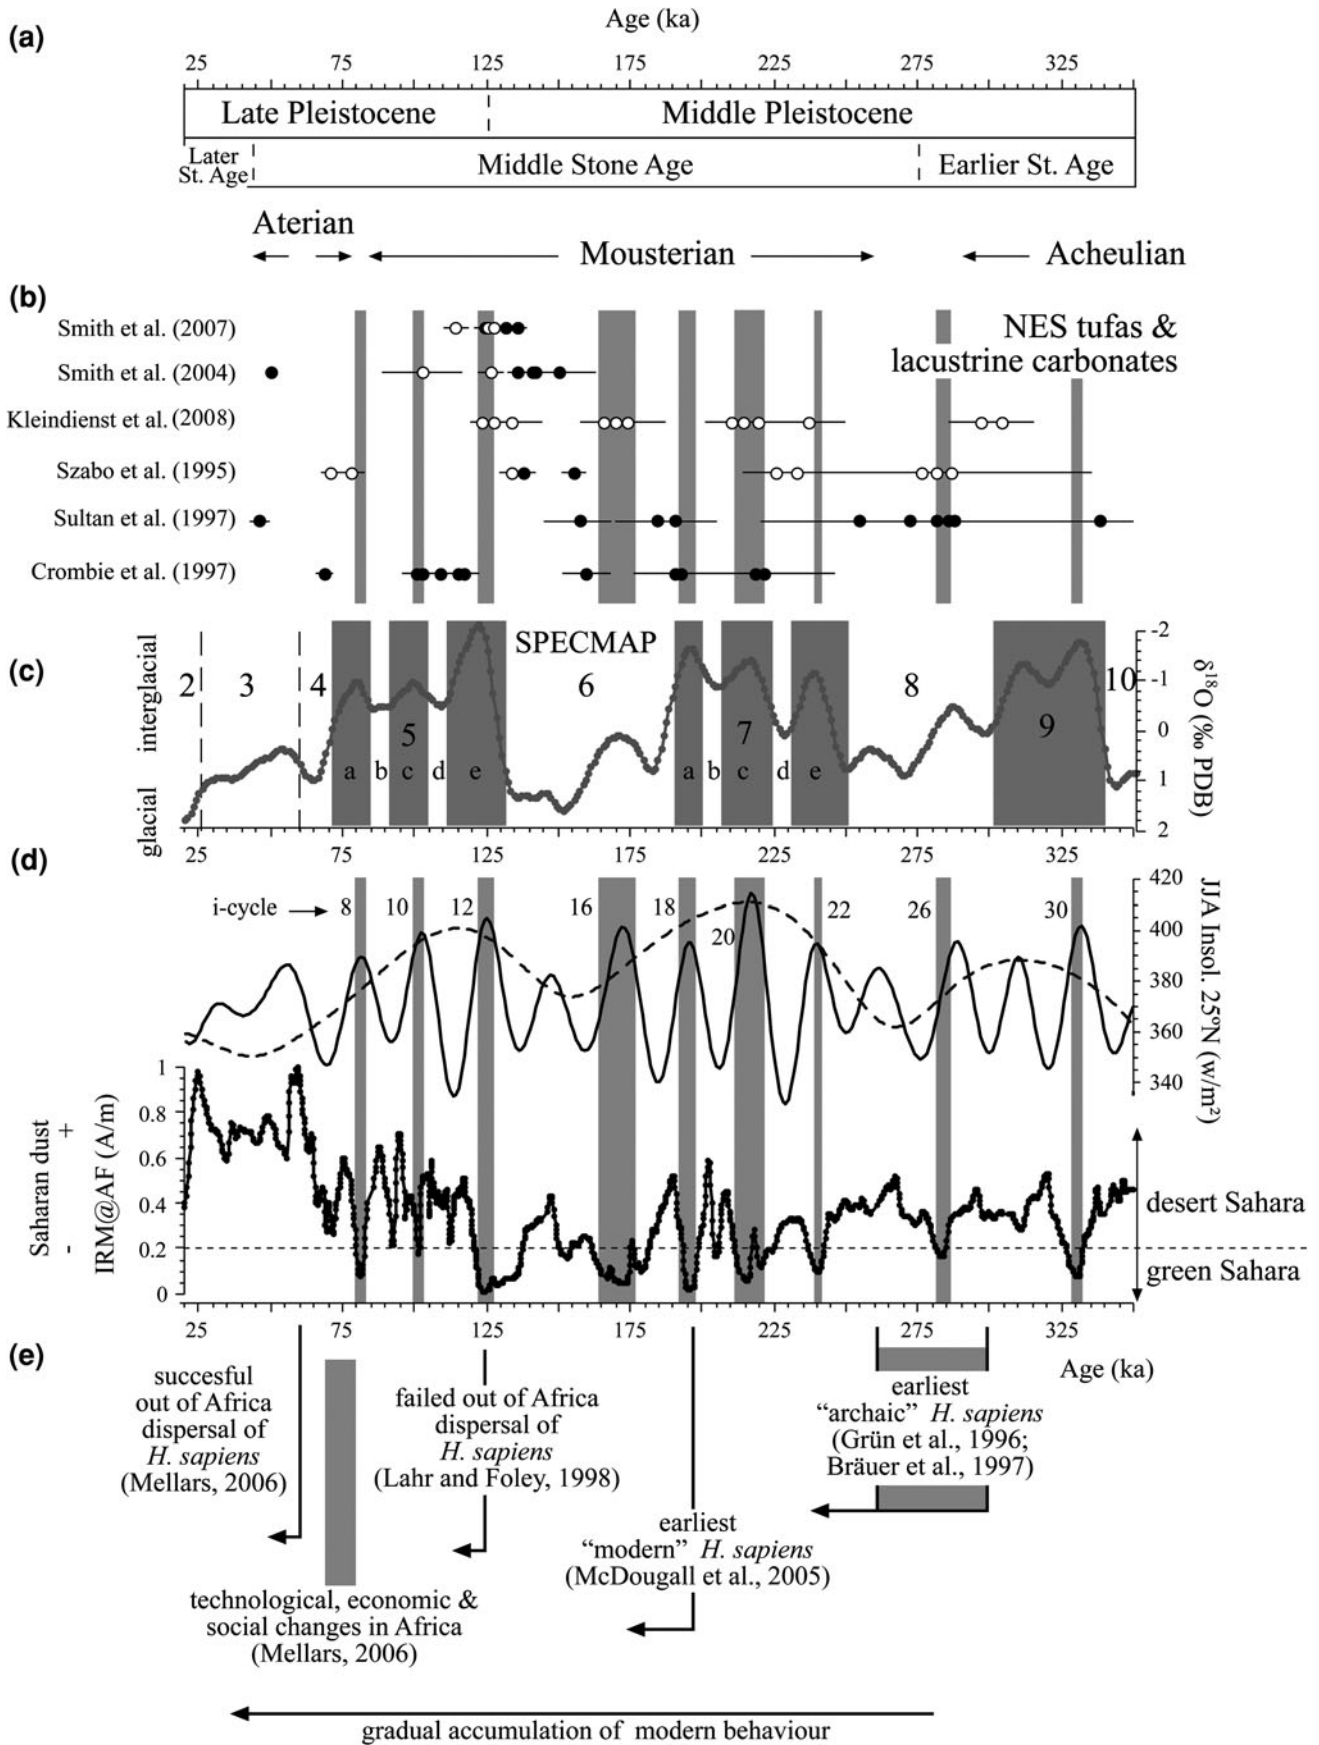 (a)
Age (ka)
25 75 125 175 225 275 325
Late Pleistocene Middle Pleistocene
Later
St. Age
Middle Stone Age
Earlier St. Age
Aterian
Mousterian
Acheulian
(b)
NES tufas &
lacustrine carbonates
Smith et al. (2007)
Smith et al. (2004)
Kleindienst et al. (2008)
Szabo et al. (1995)
Sultan et al. (1997)
Crombie et al. (1997)
(c)
glacial interglacial
SPECMAP
2 3 4 5 6 7 8 9 10
a b c d e a b c d e
-2
-1
0
1
2
δ¹⁸O (‰ PDB)
25 75 125 175 225 275 325
(d)
i-cycle 8 10 12 16 18 20 22 26 30
420
400
380
360
340
JJA Insol. 25ºN (w/m²)
1
0.8
0.6
0.4
0.2
0
Saharan dust
- +
IRM@AF (A/m)
desert Sahara
green Sahara
25 75 125 175 225 275 325
Age (ka)
(e)
succesful
out of Africa
dispersal of
H. sapiens
(Mellars, 2006)
technological, economic &
social changes in Africa
(Mellars, 2006)
failed out of Africa
dispersal of
H. sapiens
(Lahr and Foley, 1998)
earliest
“modern” H. sapiens
(McDougall et al., 2005)
earliest
“archaic” H. sapiens
(Grün et al., 1996;
Bräuer et al., 1997)
gradual accumulation of modern behaviour